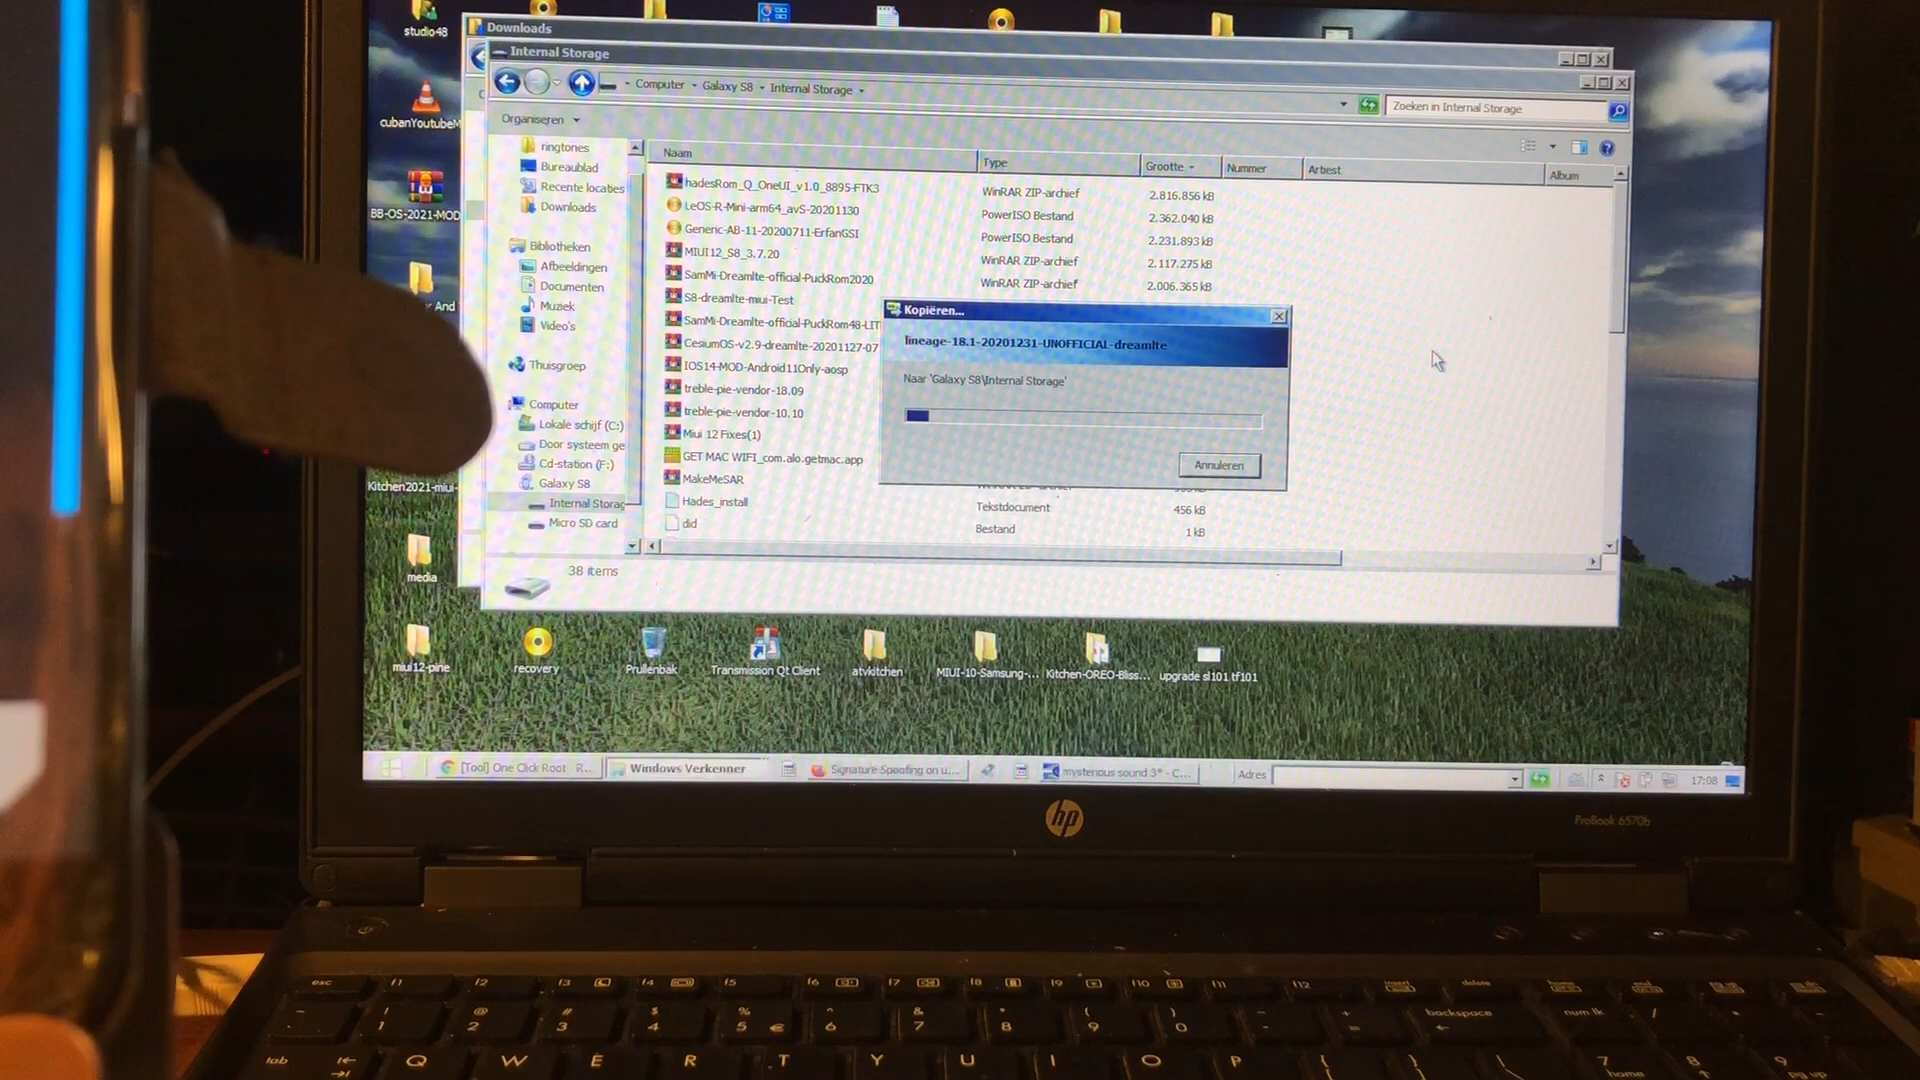 studio48
cubanYoutubeM
BB-OS-2021-MOD
And
Kitchen2021-miui-
media
miui12-pine
recovery
Prullenbak
Transmission Qt Client
atvkitchen
MIUI-10-Samsung-...
Kitchen-OREO-Bliss...
upgrade sl101 tf101
Downloads
Internal Storage
Computer
Galaxy S8
Internal Storage
Zoeken in Internal Storage
Organiseren
ringtones
Bureaublad
Recente locaties
Downloads
Bibliotheken
Afbeeldingen
Documenten
Muziek
Video's
Thuisgroep
Computer
Lokale schijf (C:)
Door systeem ge
Cd-station (F:)
Galaxy S8
Internal Storag
Micro SD card
Naam Type Grootte Nummer Artiest Album
hadesRom_Q_OneUI_v1.0_8895-FTK3 WinRAR ZIP-archief 2.816.856 kB
LeOS-R-Mini-arm64_avS-20201130 PowerISO Bestand 2.362.040 kB
Generic-AB-11-20200711-ErfanGSI PowerISO Bestand 2.231.893 kB
MIUI12_S8_3.7.20 WinRAR ZIP-archief 2.117.275 kB
SamMi-Dreamlte-official-PuckRom2020 WinRAR ZIP-archief 2.006.365 kB
S8-dreamlte-miui-Test
SamMi-Dreamlte-official-PuckRom48-LIT
CesiumOS-v2.9-dreamlte-20201127-07
IOS14-MOD-Android11Only-aosp
treble-pie-vendor-18.09
treble-pie-vendor-10.10
Miui 12 Fixes(1)
GET MAC WIFI_com.alo.getmac.app
MakeMeSAR
Hades_install Tekstdocument 456 kB
did Bestand 1 kB
38 items
Kopiëren...
lineage-18.1-20201231-UNOFFICIAL-dreamlte
Naar 'Galaxy S8\Internal Storage'
Annuleren
[Tool] One Click Root R...
Windows Verkenner
Signature Spoofing on u...
mysterious sound 3* - C...
Adres
17:08
hp
ProBook 6570b
esc f1 f2 f3 f4 f5 f6 f7 f8 f9 f10 f11 f12 insert delete home end
~ ! @ # $ % € ^ & * ( ) _ + backspace num lk / * -
1 2 3 4 5 6 7 8 9 0 - =
tab Q W E R T Y U I O P { } | 7 8 9
home pg up